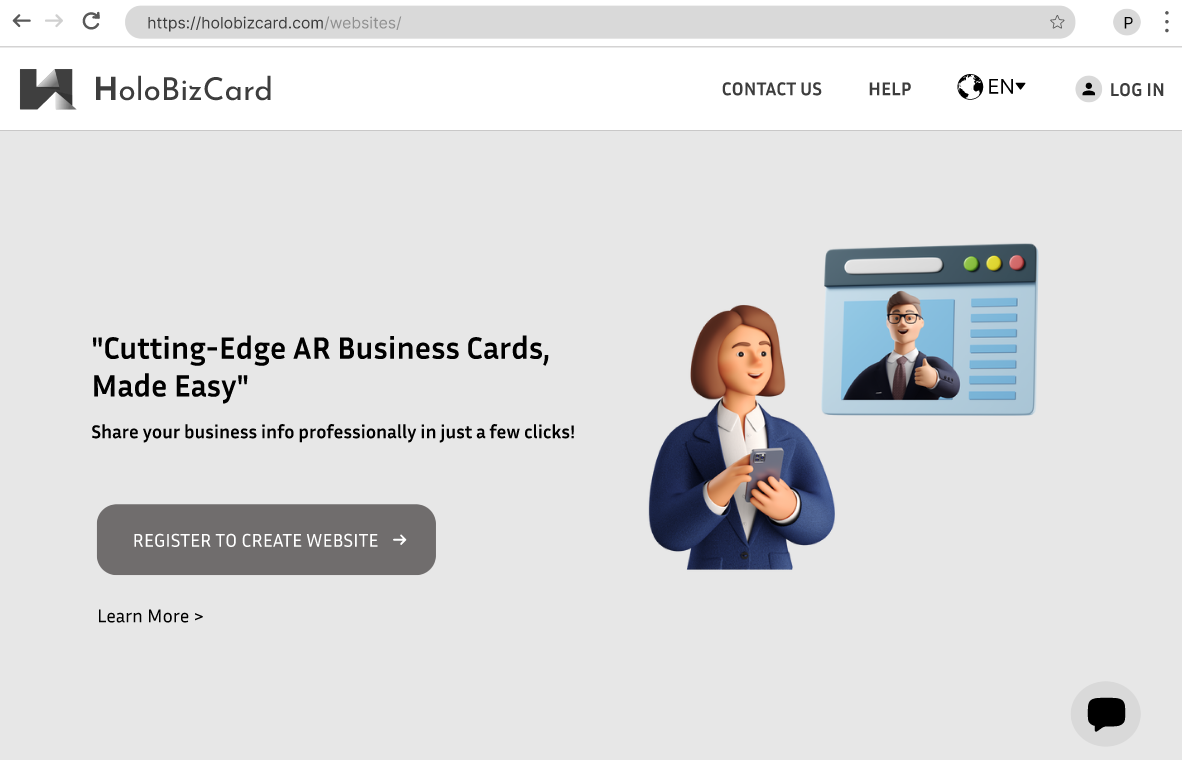 https://holobizcard.com/websites/
P
HoloBizCard
CONTACT US
HELP
EN
LOG IN
"Cutting-Edge AR Business Cards,
Made Easy"
Share your business info professionally in just a few clicks!
REGISTER TO CREATE WEBSITE →
Learn More >